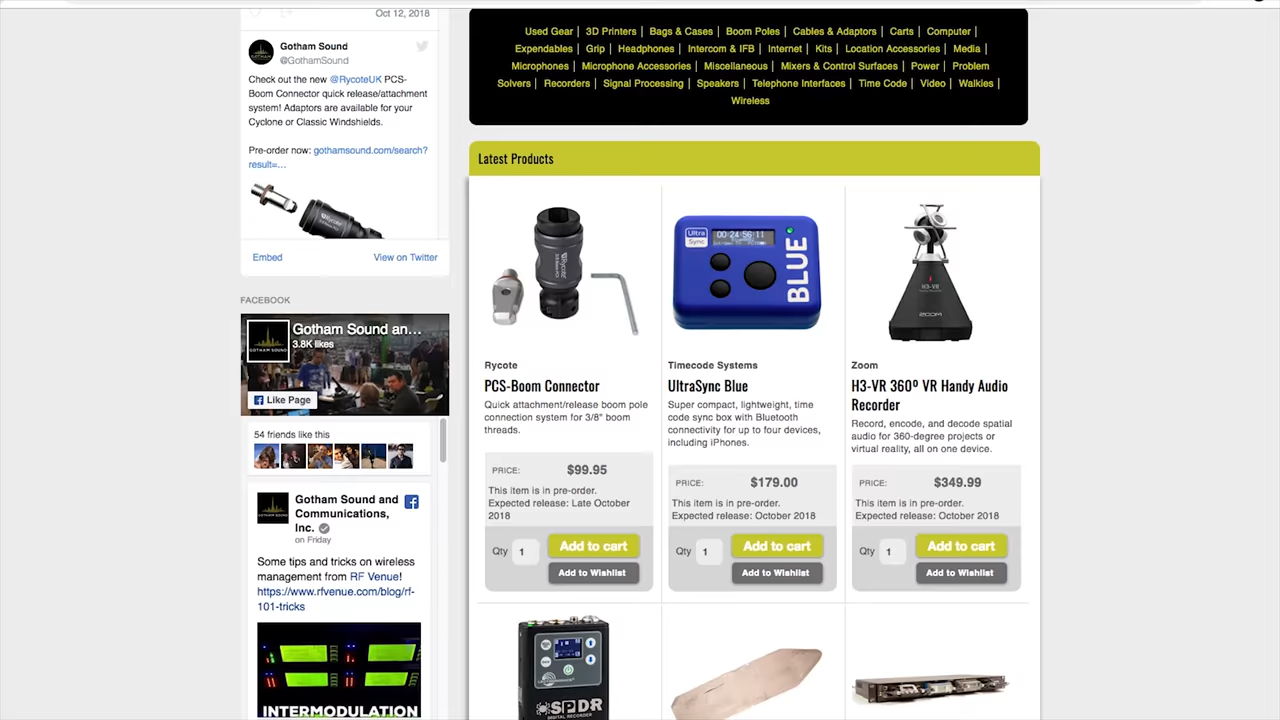 Oct 12, 2018
Gotham Sound
@GothamSound
Check out the new @RycoteUK PCS-
Boom Connector quick release/attachment
system! Adaptors are available for your
Cyclone or Classic Windshields.
Pre-order now: gothamsound.com/search?
result=…
Embed
View on Twitter
FACEBOOK
Gotham Sound an...
3.8K likes
Like Page
54 friends like this
Gotham Sound and
Communications,
Inc.
on Friday
Some tips and tricks on wireless
management from RF Venue!
https://www.rfvenue.com/blog/rf-
101-tricks
INTERMODULATION
Used Gear | 3D Printers | Bags & Cases | Boom Poles | Cables & Adaptors | Carts | Computer |
Expendables | Grip | Headphones | Intercom & IFB | Internet | Kits | Location Accessories | Media |
Microphones | Microphone Accessories | Miscellaneous | Mixers & Control Surfaces | Power | Problem
Solvers | Recorders | Signal Processing | Speakers | Telephone Interfaces | Time Code | Video | Walkies |
Wireless
Latest Products
Rycote
PCS-Boom Connector
Quick attachment/release boom pole
connection system for 3/8" boom
threads.
PRICE: $99.95
This item is in pre-order.
Expected release: Late October
2018
Qty 1 Add to cart
Add to Wishlist
Ultra
Sync
00:24:56:11
BLUE
Timecode Systems
UltraSync Blue
Super compact, lightweight, time
code sync box with Bluetooth
connectivity for up to four devices,
including iPhones.
PRICE: $179.00
This item is in pre-order.
Expected release: October 2018
Qty 1 Add to cart
Add to Wishlist
H3-VR
ZOOM
Zoom
H3-VR 360º VR Handy Audio
Recorder
Record, encode, and decode spatial
audio for 360-degree projects or
virtual reality, all on one device.
PRICE: $349.99
This item is in pre-order.
Expected release: October 2018
Qty 1 Add to cart
Add to Wishlist
SPDR
DIGITAL RECORDER